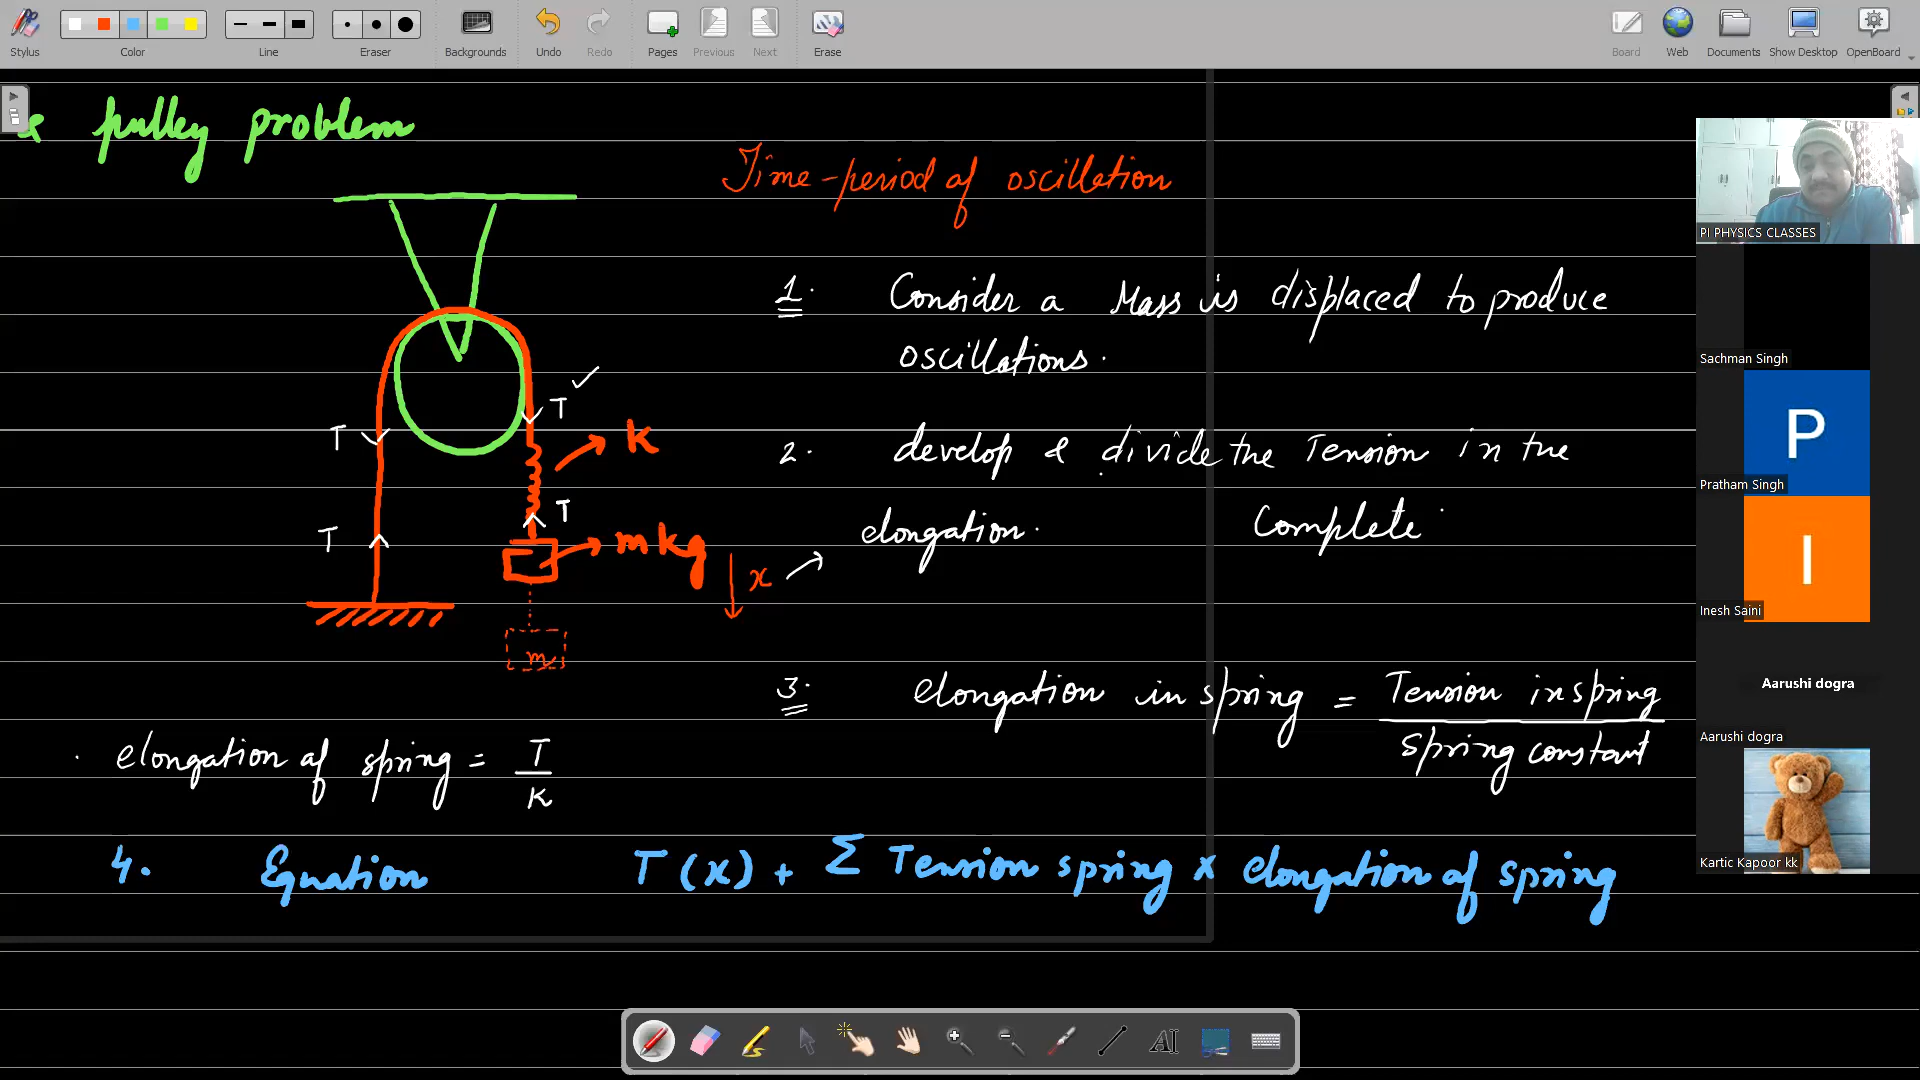 Stylus
Color
Line
Eraser
Backgrounds
Undo
Redo
Pages
Previous
Next
Erase
Board
Web
Documents
Show Desktop
OpenBoard
pulley problem
Time-period of oscillation
1. Consider a Mass is displaced to produce
oscillations.
T
T
K
2. develop & divide the Tension in the
T
T
m kg
elongation. Complete
x
m
3. elongation in spring = Tension in spring
spring constant
elongation of spring = T
K
4. Equation T(x) + Σ Tension spring x elongation of spring
PI PHYSICS CLASSES
Sachman Singh
P
Pratham Singh
I
Inesh Saini
Aarushi dogra
Aarushi dogra
Kartic Kapoor kk
AI